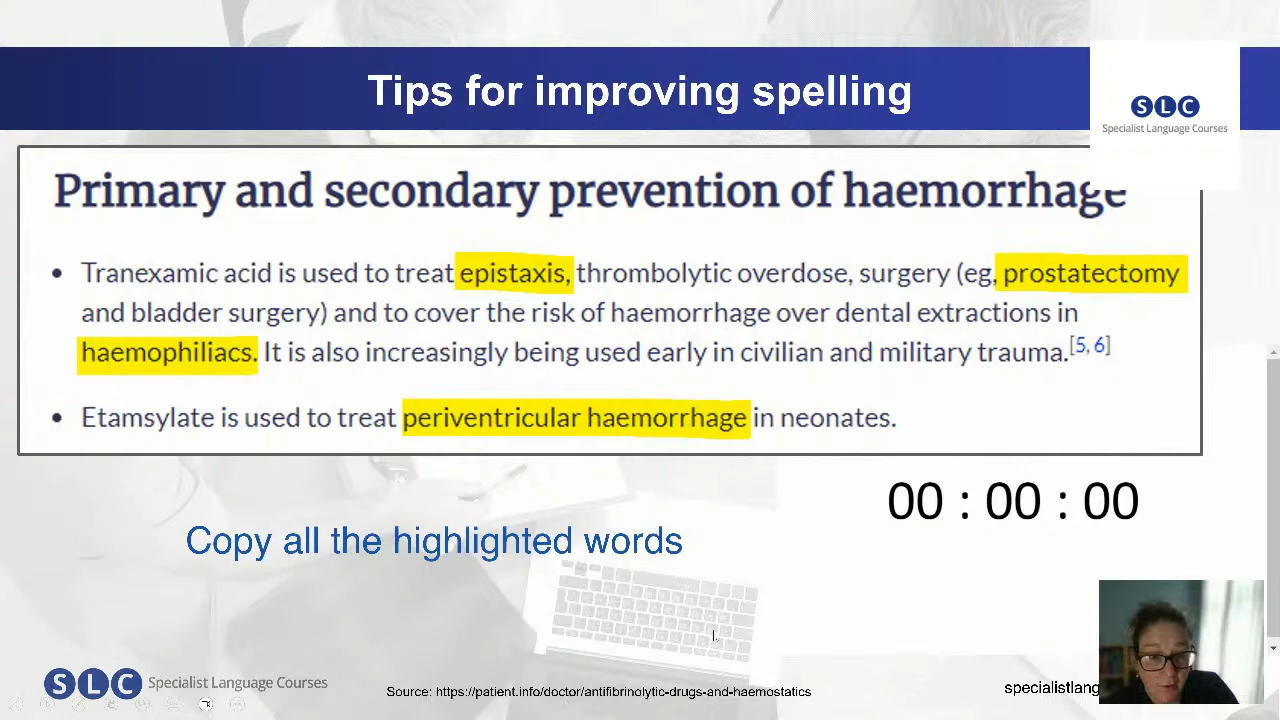 Tips for improving spelling
SLC
Specialist Language Courses
Primary and secondary prevention of haemorrhage
• Tranexamic acid is used to treat epistaxis, thrombolytic overdose, surgery (eg, prostatectomy
and bladder surgery) and to cover the risk of haemorrhage over dental extractions in
haemophiliacs. It is also increasingly being used early in civilian and military trauma.[5, 6]
• Etamsylate is used to treat periventricular haemorrhage in neonates.
00 : 00 : 00
Copy all the highlighted words
SLC Specialist Language Courses
Source: https://patient.info/doctor/antifibrinolytic-drugs-and-haemostatics
specialistlang